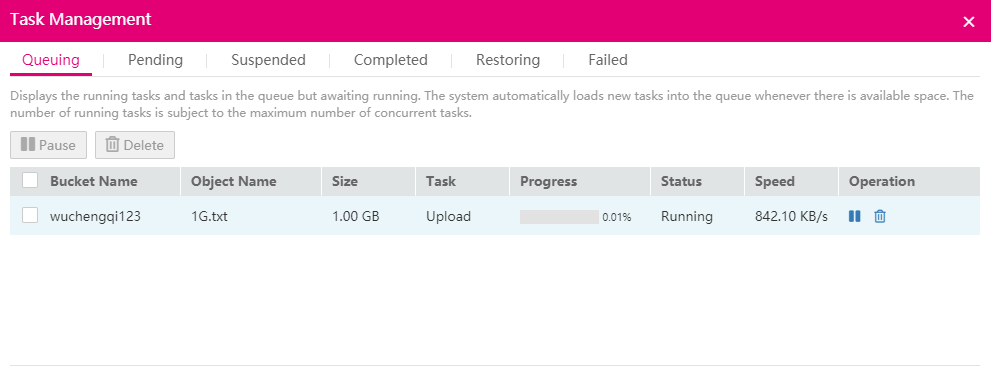 Task Management
Queuing Pending Suspended Completed Restoring Failed
Displays the running tasks and tasks in the queue but awaiting running. The system automatically loads new tasks into the queue whenever there is available space. The
number of running tasks is subject to the maximum number of concurrent tasks.
Pause Delete
Bucket Name Object Name Size Task Progress Status Speed Operation
wuchengqi123 1G.txt 1.00 GB Upload 0.01% Running 842.10 KB/s